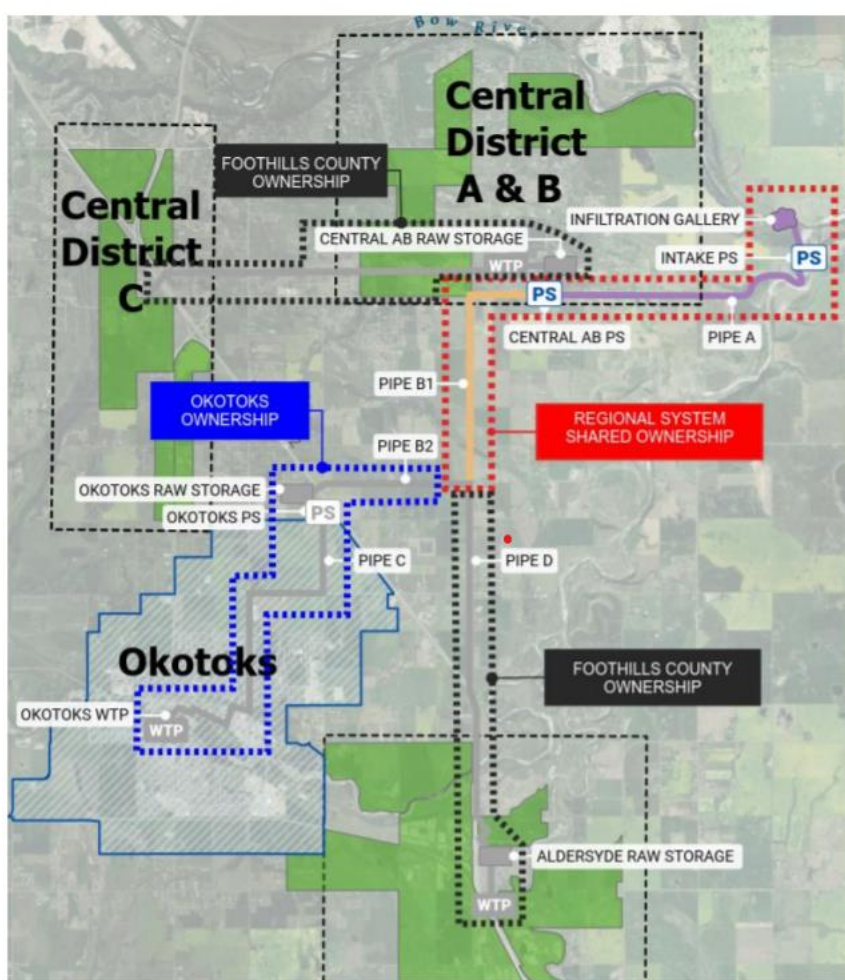 Bow River
Central
District
A & B
FOOTHILLS COUNTY
OWNERSHIP
Central
District
C
INFILTRATION GALLERY
CENTRAL AB RAW STORAGE
INTAKE PS
PS
WTP
PS
CENTRAL AB PS
PIPE A
PIPE B1
OKOTOKS
OWNERSHIP
REGIONAL SYSTEM
SHARED OWNERSHIP
PIPE B2
OKOTOKS RAW STORAGE
OKOTOKS PS
PS
PIPE C
PIPE D
Okotoks
FOOTHILLS COUNTY
OWNERSHIP
OKOTOKS WTP
WTP
ALDERSYDE RAW STORAGE
WTP